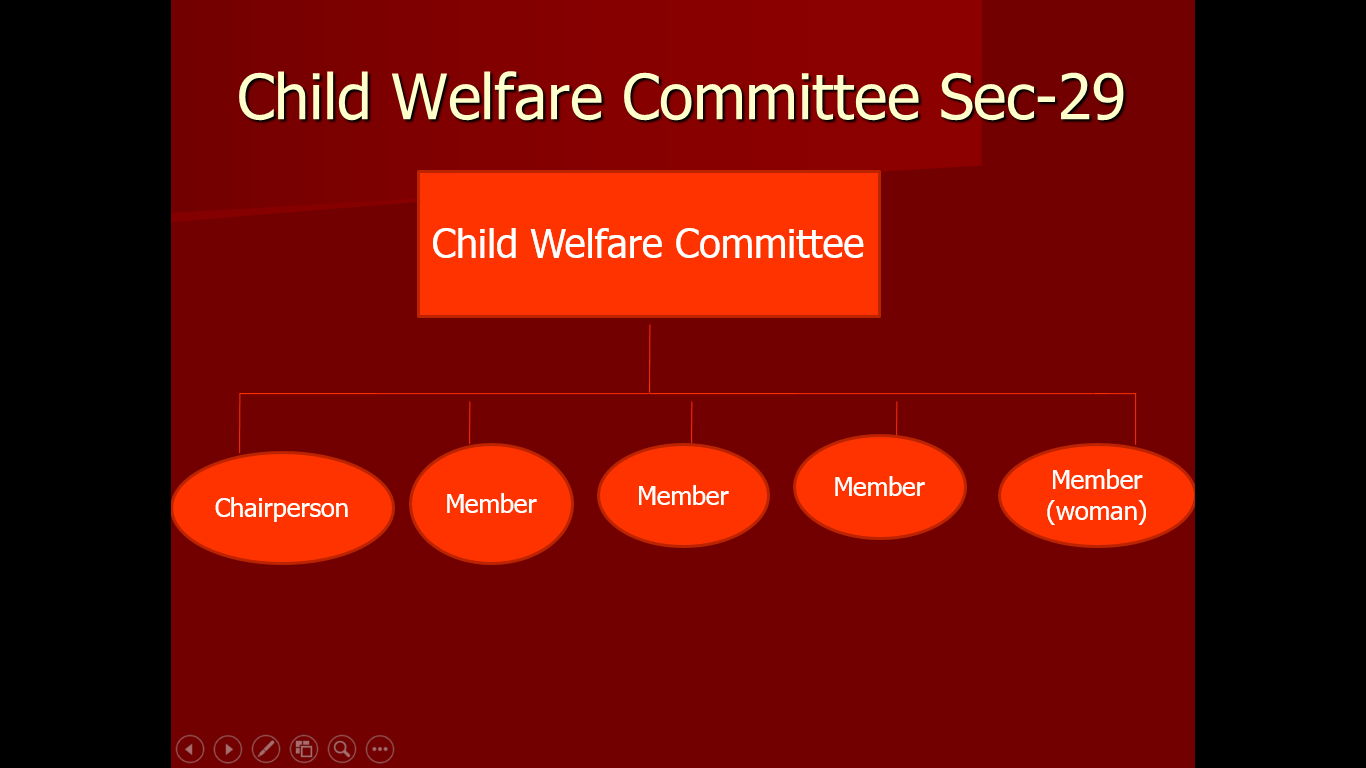 Child Welfare Committee Sec-29
Child Welfare Committee
Chairperson
Member
Member
Member
Member
(woman)